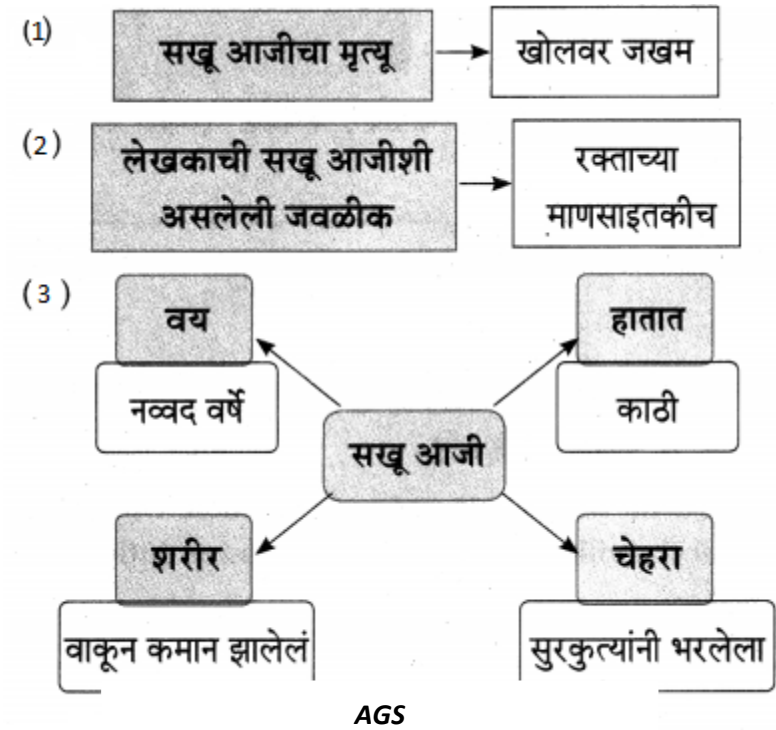 (1)
सखू आजीचा मृत्यू
खोलवर जखम
(2)
लेखकाची सखू आजीशी
असलेली जवळीक
रक्ताच्या
माणसाइतकीच
(3 )
वय
नव्वद वर्षे
हातात
काठी
सखू आजी
शरीर
वाकून कमान झालेलं
चेहरा
सुरकुत्यांनी भरलेला
AGS